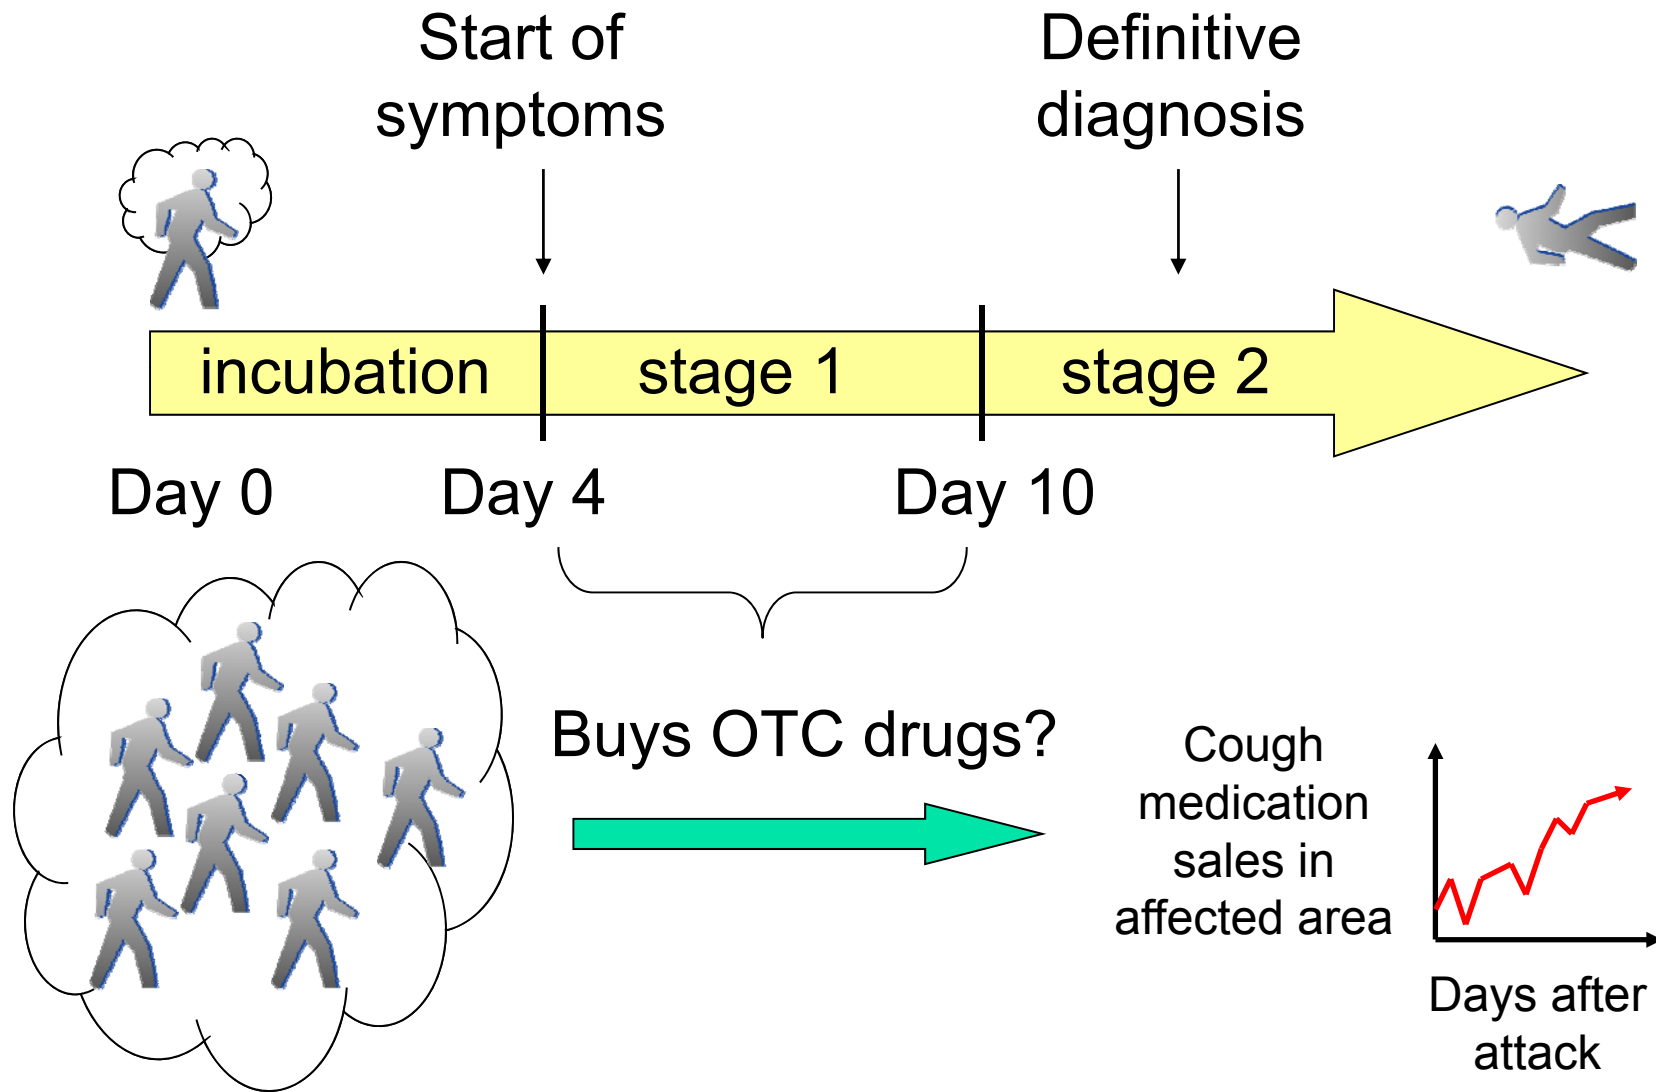 Start of
symptoms
Definitive
diagnosis
incubation
stage 1
stage 2
Day 0
Day 4
Day 10
Buys OTC drugs?
Cough
medication
sales in
affected area
Days after
attack